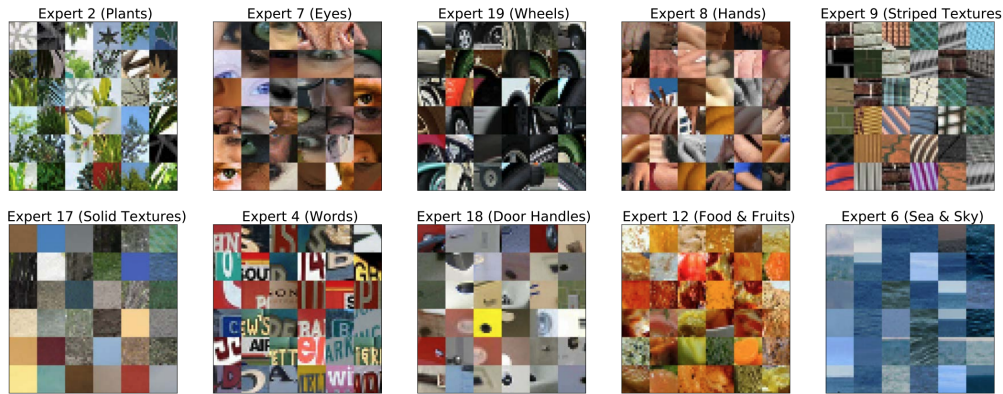 Expert 2 (Plants)
Expert 7 (Eyes)
Expert 19 (Wheels)
Expert 8 (Hands)
Expert 9 (Striped Textures
Expert 17 (Solid Textures)
Expert 4 (Words)
Expert 18 (Door Handles)
Expert 12 (Food & Fruits)
Expert 6 (Sea & Sky)